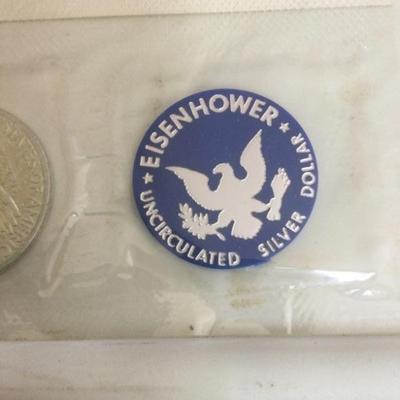 ★ EISENHOWER ★
UNCIRCULATED SILVER DOLLAR